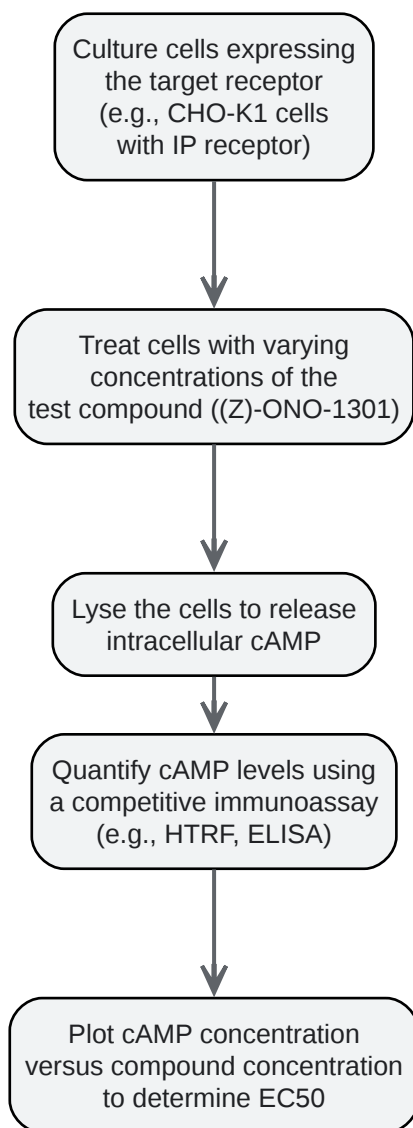 Culture cells expressing
the target receptor
(e.g., CHO-K1 cells
with IP receptor)
Treat cells with varying
concentrations of the
test compound ((Z)-ONO-1301)
Lyse the cells to release
intracellular cAMP
Quantify cAMP levels using
a competitive immunoassay
(e.g., HTRF, ELISA)
Plot cAMP concentration
versus compound concentration
to determine EC50